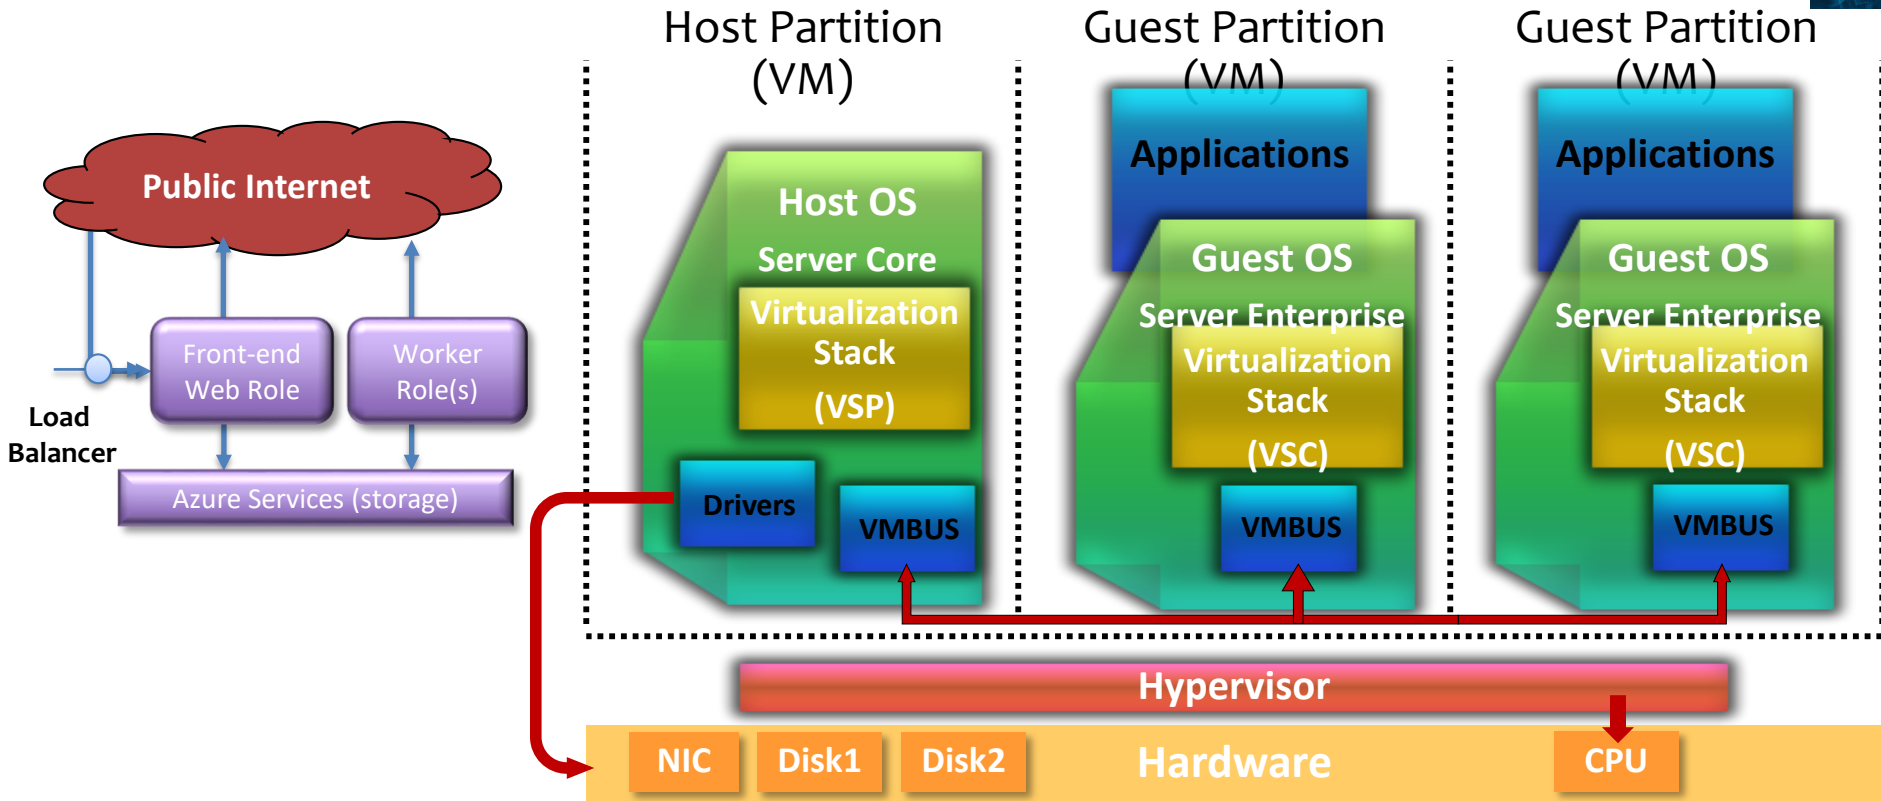 Host Partition
(VM)
Guest Partition
(VM)
Guest Partition
(VM)
Public Internet
Front-end
Web Role
Worker
Role(s)
Load
Balancer
Azure Services (storage)
Host OS
Server Core
Virtualization
Stack
(VSP)
Drivers
VMBUS
Applications
Guest OS
Server Enterprise
Virtualization
Stack
(VSC)
VMBUS
Applications
Guest OS
Server Enterprise
Virtualization
Stack
(VSC)
VMBUS
Hypervisor
NIC
Disk1
Disk2
Hardware
CPU